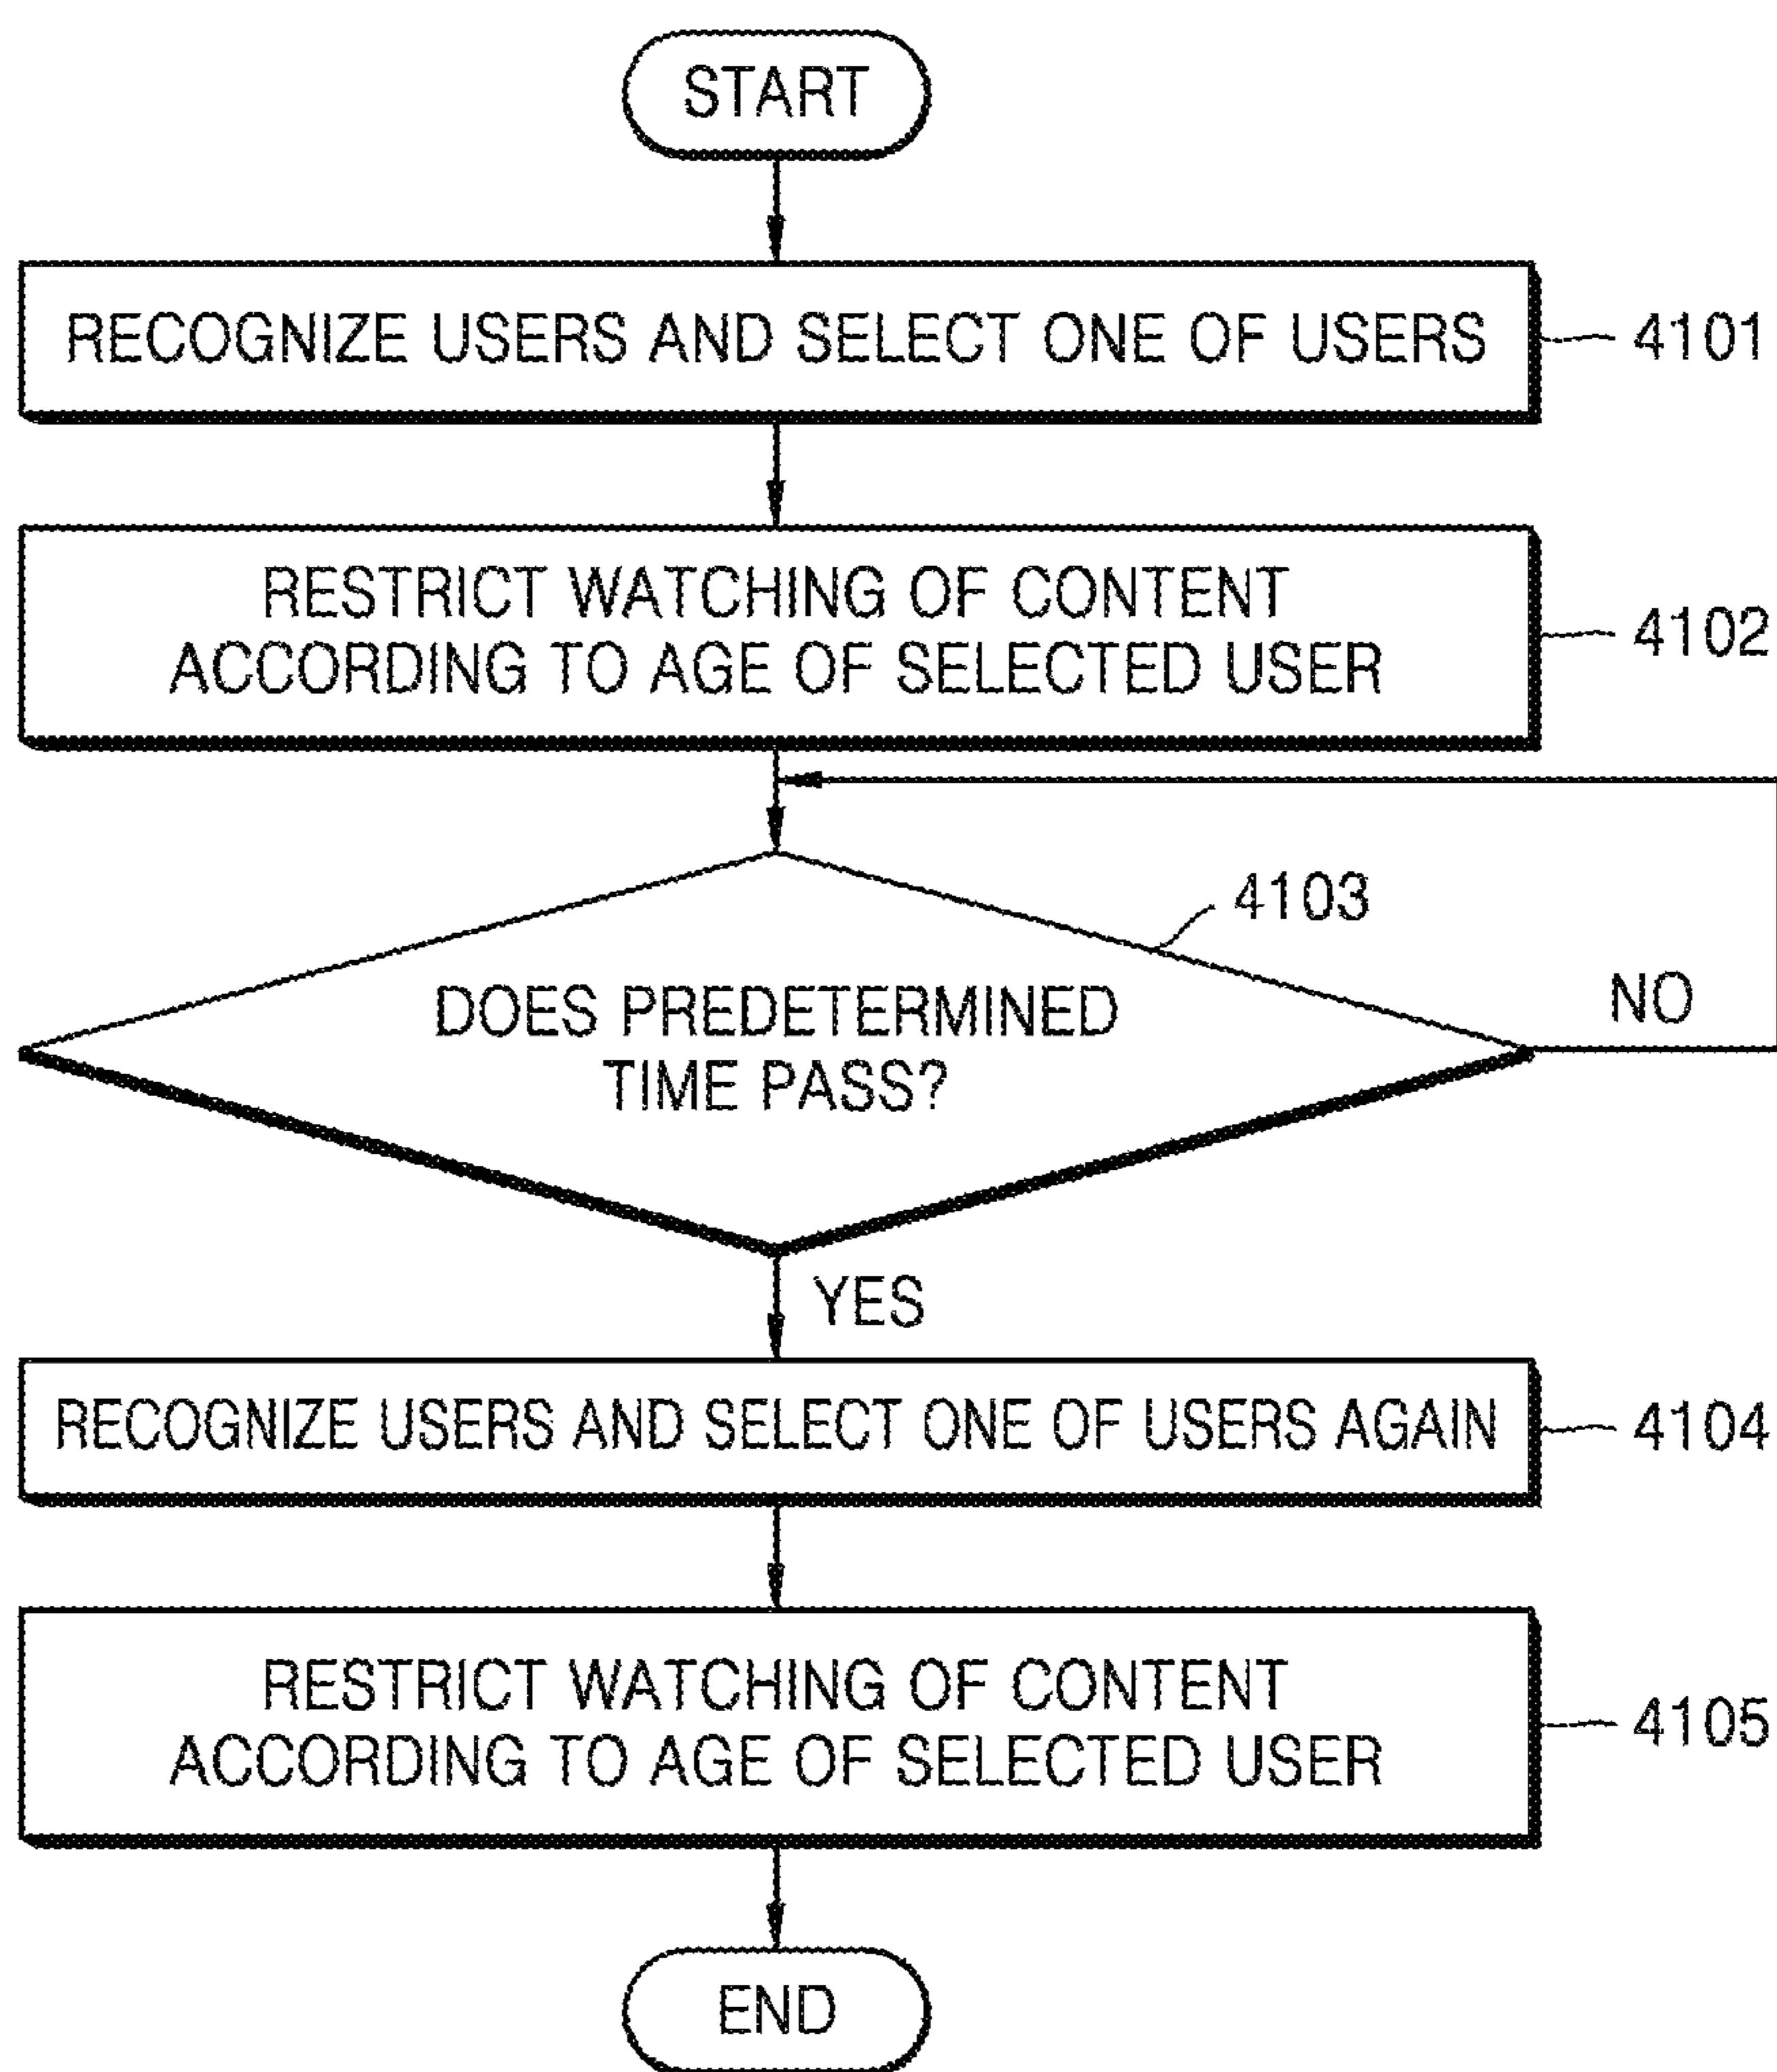 START
RECOGNIZE USERS AND SELECT ONE OF USERS
4101
RESTRICT WATCHING OF CONTENT
ACCORDING TO AGE OF SELECTED USER
4102
4103
DOES PREDETERMINED
TIME PASS?
NO
YES
RECOGNIZE USERS AND SELECT ONE OF USERS AGAIN
4104
RESTRICT WATCHING OF CONTENT
ACCORDING TO AGE OF SELECTED USER
4105
END